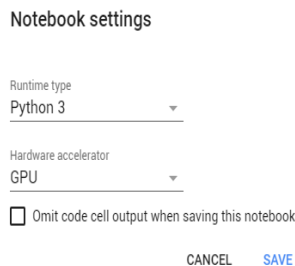 Notebook settings
Runtime type
Python 3
Hardware accelerator
GPU
Omit code cell output when saving this notebook
CANCEL SAVE